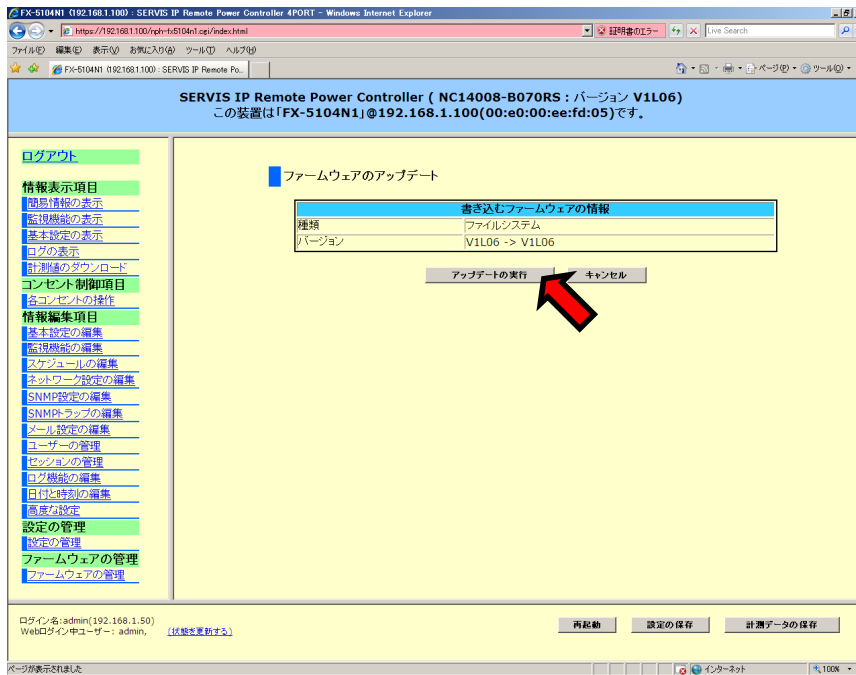 FX-5104N1 (192.168.1.100) : SERVIS IP Remote Power Controller 4PORT - Windows Internet Explorer
https://192.168.1.100/nph-fx5104n1.cgi/index.html
証明書のエラー
Live Search
ファイル(F) 編集(E) 表示(V) お気に入り(A) ツール(T) ヘルプ(H)
FX-5104N1 (192.168.1.100) : SERVIS IP Remote Po...
ページ(P) ツール(O)
SERVIS IP Remote Power Controller ( NC14008-B070RS : バージョン V1L06)
この装置は「FX-5104N1」@192.168.1.100(00:e0:00:ee:fd:05)です。
ログアウト
情報表示項目
簡易情報の表示
監視機能の表示
基本設定の表示
ログの表示
計測値のダウンロード
コンセント制御項目
各コンセントの操作
情報編集項目
基本設定の編集
監視機能の編集
スケジュールの編集
ネットワーク設定の編集
SNMP設定の編集
SNMPトラップの編集
メール設定の編集
ユーザーの管理
セッションの管理
ログ機能の編集
日付と時刻の編集
高度な設定
設定の管理
設定の管理
ファームウェアの管理
ファームウェアの管理
ファームウェアのアップデート
書き込むファームウェアの情報
種類 ファイルシステム
バージョン V1L06 -> V1L06
アップデートの実行 キャンセル
ログイン名:admin(192.168.1.50)
Webログイン中ユーザー: admin, (状態を更新する)
再起動 設定の保存 計測データの保存
ページが表示されました
インターネット
100%